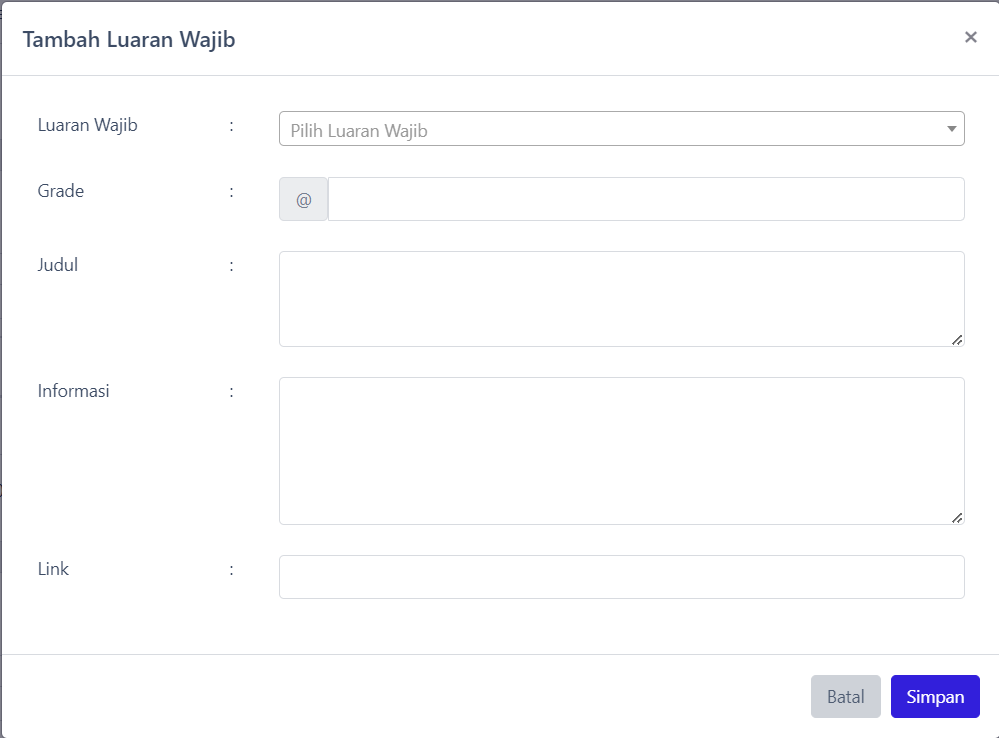 Tambah Luaran Wajib ×
Luaran Wajib : Pilih Luaran Wajib
Grade : @
Judul :
Informasi :
Link :
Batal Simpan